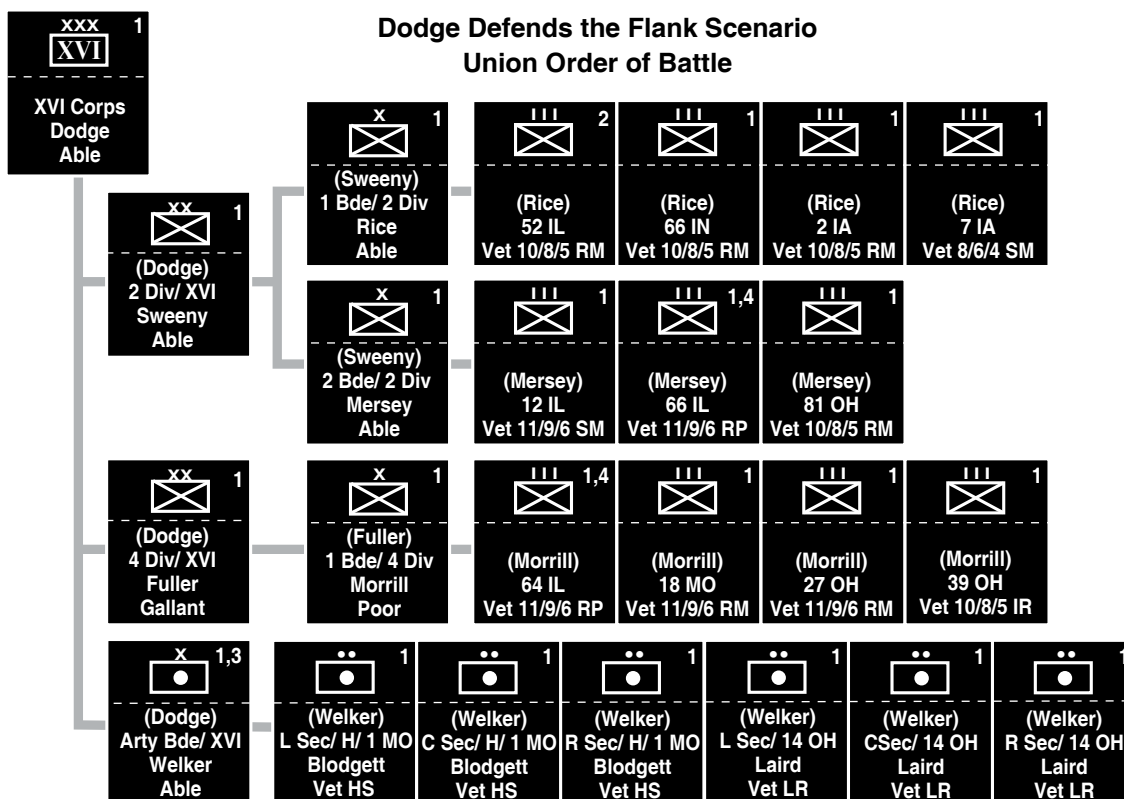 Dodge Defends the Flank Scenario
Union Order of Battle
XXX 1
XVI
XVI Corps
Dodge
Able
XX 1
(Dodge)
2 Div/ XVI
Sweeny
Able
X 1
(Sweeny)
1 Bde/ 2 Div
Rice
Able
III 2
(Rice)
52 IL
Vet 10/8/5 RM
III 1
(Rice)
66 IN
Vet 10/8/5 RM
III 1
(Rice)
2 IA
Vet 10/8/5 RM
III 1
(Rice)
7 IA
Vet 8/6/4 SM
X 1
(Sweeny)
2 Bde/ 2 Div
Mersey
Able
III 1
(Mersey)
12 IL
Vet 11/9/6 SM
III 1,4
(Mersey)
66 IL
Vet 11/9/6 RP
III 1
(Mersey)
81 OH
Vet 10/8/5 RM
XX 1
(Dodge)
4 Div/ XVI
Fuller
Gallant
X 1
(Fuller)
1 Bde/ 4 Div
Morrill
Poor
III 1,4
(Morrill)
64 IL
Vet 11/9/6 RP
III 1
(Morrill)
18 MO
Vet 11/9/6 RM
III 1
(Morrill)
27 OH
Vet 11/9/6 RM
III 1
(Morrill)
39 OH
Vet 10/8/5 IR
X 1,3
(Dodge)
Arty Bde/ XVI
Welker
Able
1
(Welker)
L Sec/ H/ 1 MO
Blodgett
Vet HS
1
(Welker)
C Sec/ H/ 1 MO
Blodgett
Vet HS
1
(Welker)
R Sec/ H/ 1 MO
Blodgett
Vet HS
1
(Welker)
L Sec/ 14 OH
Laird
Vet LR
1
(Welker)
CSec/ 14 OH
Laird
Vet LR
1
(Welker)
R Sec/ 14 OH
Laird
Vet LR